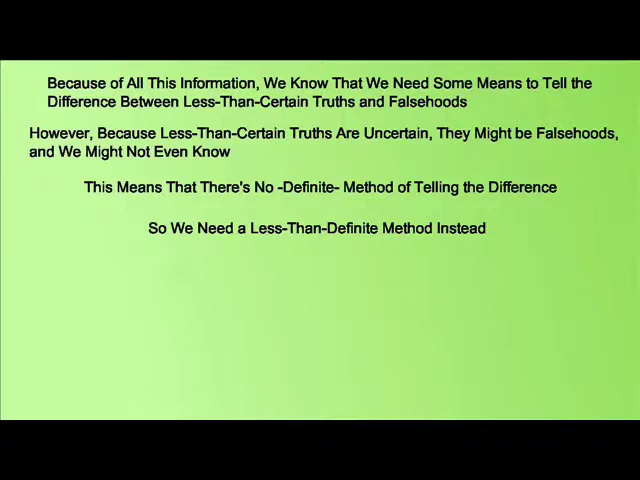 Because of All This Information, We Know That We Need Some Means to Tell the
Difference Between Less-Than-Certain Truths and Falsehoods
However, Because Less-Than-Certain Truths Are Uncertain, They Might be Falsehoods,
and We Might Not Even Know
This Means That There's No -Definite- Method of Telling the Difference
So We Need a Less-Than-Definite Method Instead